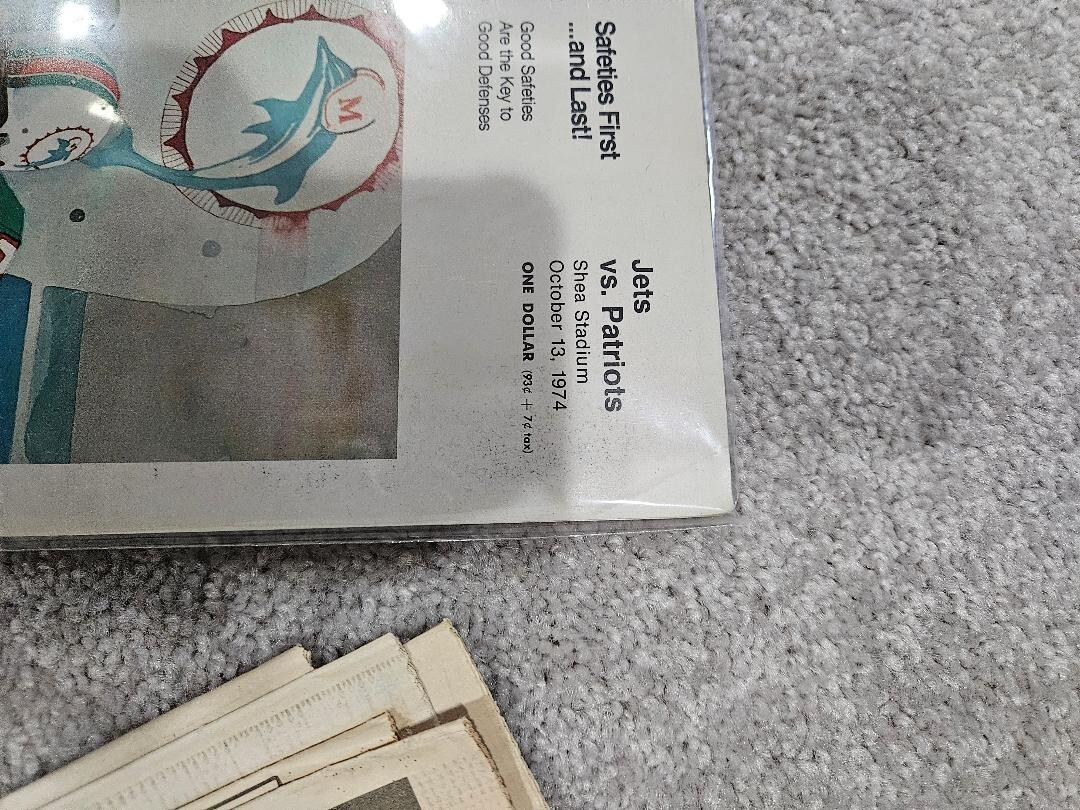 Safeties First
...and Last!
Good Safeties
Are the Key to
Good Defenses
Jets
vs. Patriots
Shea Stadium
October 13, 1974
ONE DOLLAR (93¢ + 7¢ tax)
M